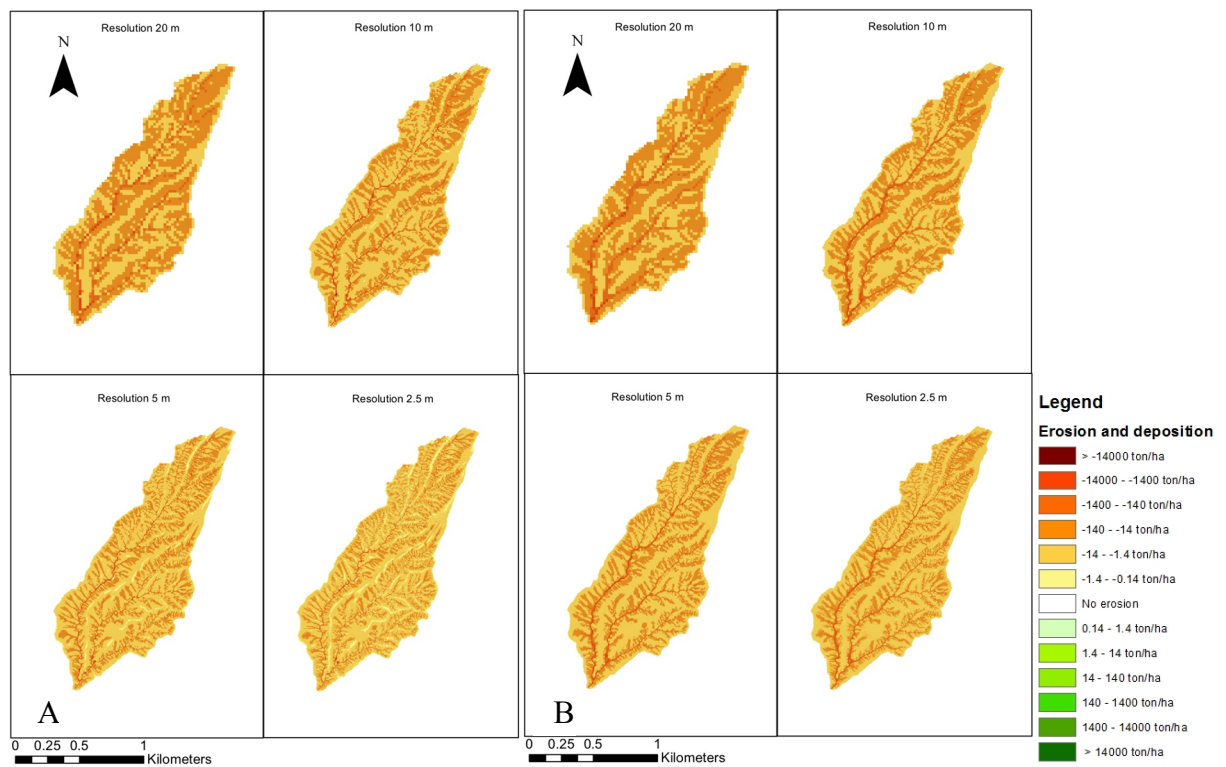 Resolution 20 m
Resolution 10 m
Resolution 20 m
Resolution 10 m
N
N
Resolution 5 m
Resolution 2.5 m
Resolution 5 m
Resolution 2.5 m
A
B
0 0.25 0.5 1
Kilometers
0 0.25 0.5 1
Kilometers
Legend
Erosion and deposition
> -14000 ton/ha
-14000 - -1400 ton/ha
-1400 - -140 ton/ha
-140 - -14 ton/ha
-14 - -1.4 ton/ha
-1.4 - -0.14 ton/ha
No erosion
0.14 - 1.4 ton/ha
1.4 - 14 ton/ha
14 - 140 ton/ha
140 - 1400 ton/ha
1400 - 14000 ton/ha
> 14000 ton/ha